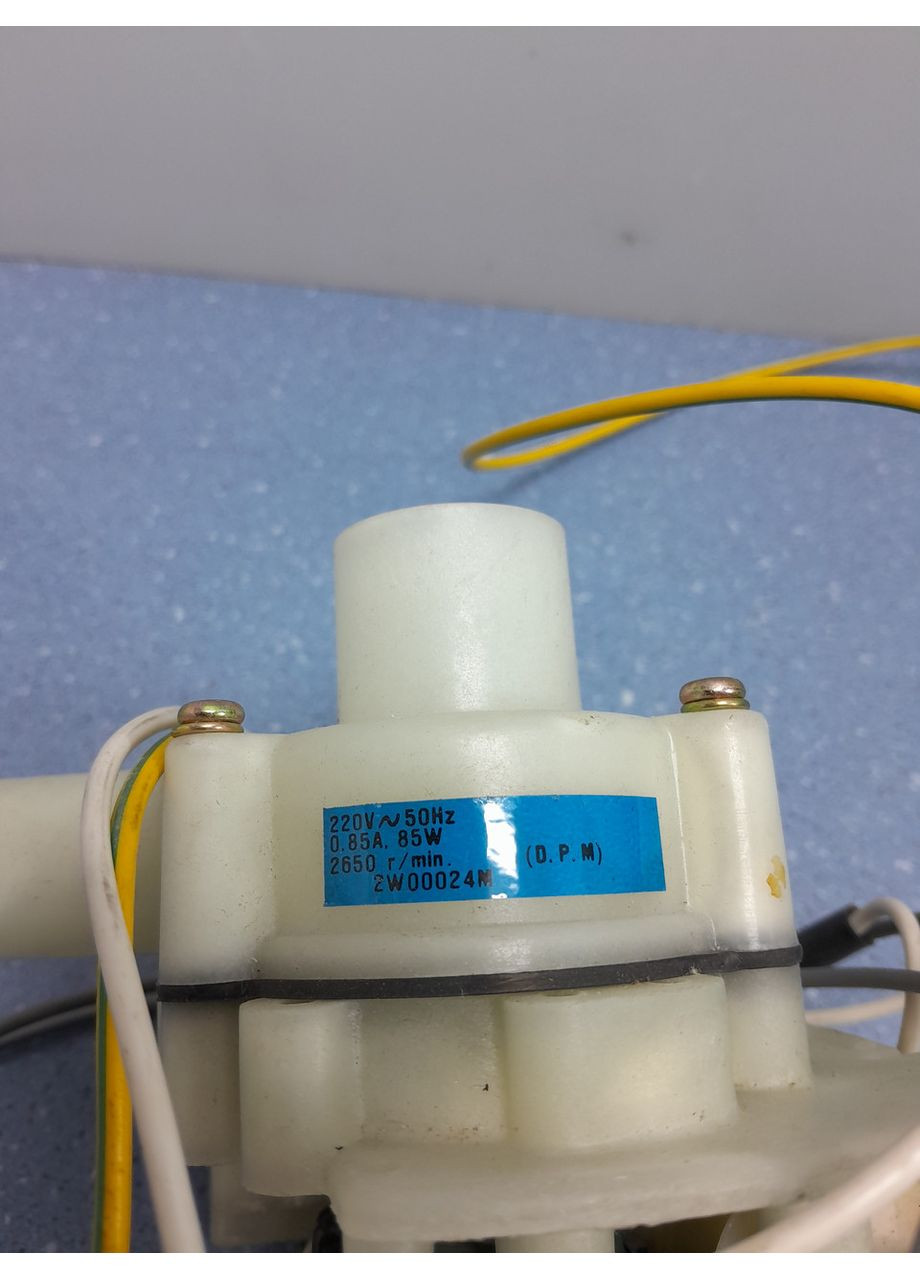 220V~50Hz
0.85A. 85W
2650 r/min. (D.P.M)
2W00024M